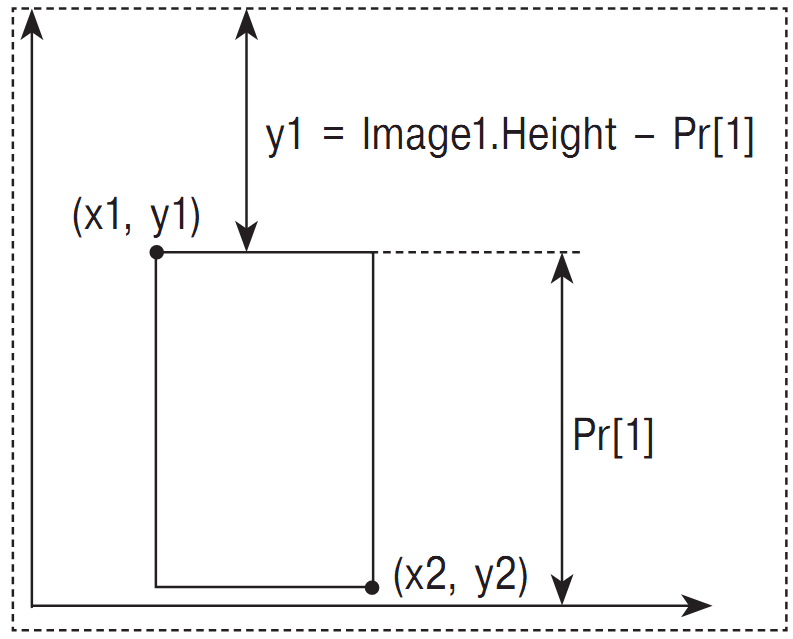 y1 = Image1.Height – Pr[1]
(x1, y1)
Pr[1]
(x2, y2)